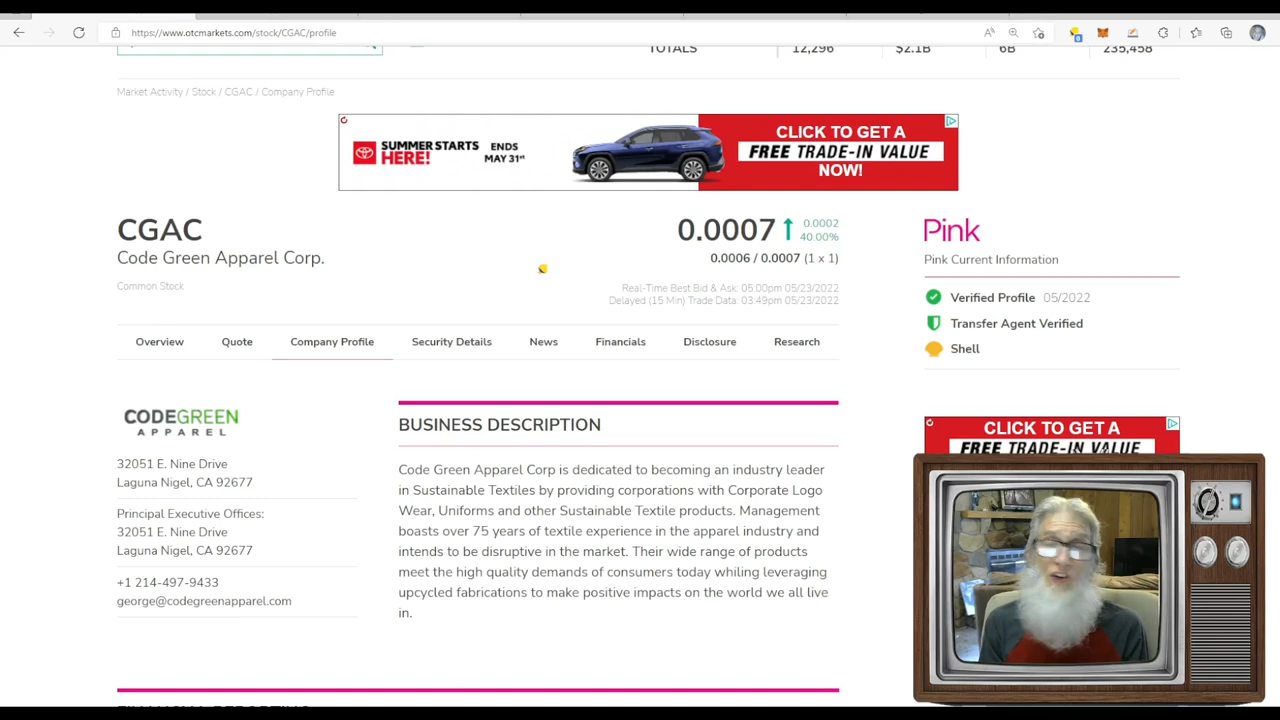 https://www.otcmarkets.com/stock/CGAC/profile
TOTALS 12,296 $2.1B 6B 235,458
Market Activity / Stock / CGAC / Company Profile
SUMMER STARTS HERE! ENDS MAY 31st
CLICK TO GET A
FREE TRADE-IN VALUE
NOW!
CGAC
Code Green Apparel Corp.
Common Stock
0.0007 0.0002
40.00%
0.0006 / 0.0007 (1 x 1)
Real-Time Best Bid & Ask: 05:00pm 05/23/2022
Delayed (15 Min) Trade Data: 03:49pm 05/23/2022
Pink
Pink Current Information
Verified Profile 05/2022
Transfer Agent Verified
Shell
Overview Quote Company Profile Security Details News Financials Disclosure Research
CODEGREEN
APPAREL
32051 E. Nine Drive
Laguna Nigel, CA 92677
Principal Executive Offices:
32051 E. Nine Drive
Laguna Nigel, CA 92677
+1 214-497-9433
george@codegreenapparel.com
BUSINESS DESCRIPTION
Code Green Apparel Corp is dedicated to becoming an industry leader
in Sustainable Textiles by providing corporations with Corporate Logo
Wear, Uniforms and other Sustainable Textile products. Management
boasts over 75 years of textile experience in the apparel industry and
intends to be disruptive in the market. Their wide range of products
meet the high quality demands of consumers today whiling leveraging
upcycled fabrications to make positive impacts on the world we all live
in.
CLICK TO GET A
FREE TRADE-IN VALUE